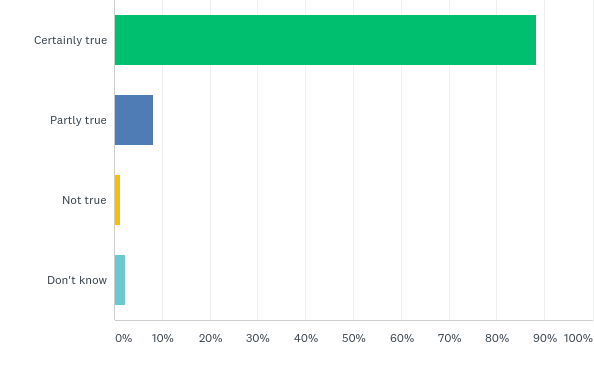 Certainly true
Partly true
Not true
Don't know
0% 10% 20% 30% 40% 50% 60% 70% 80% 90% 100%